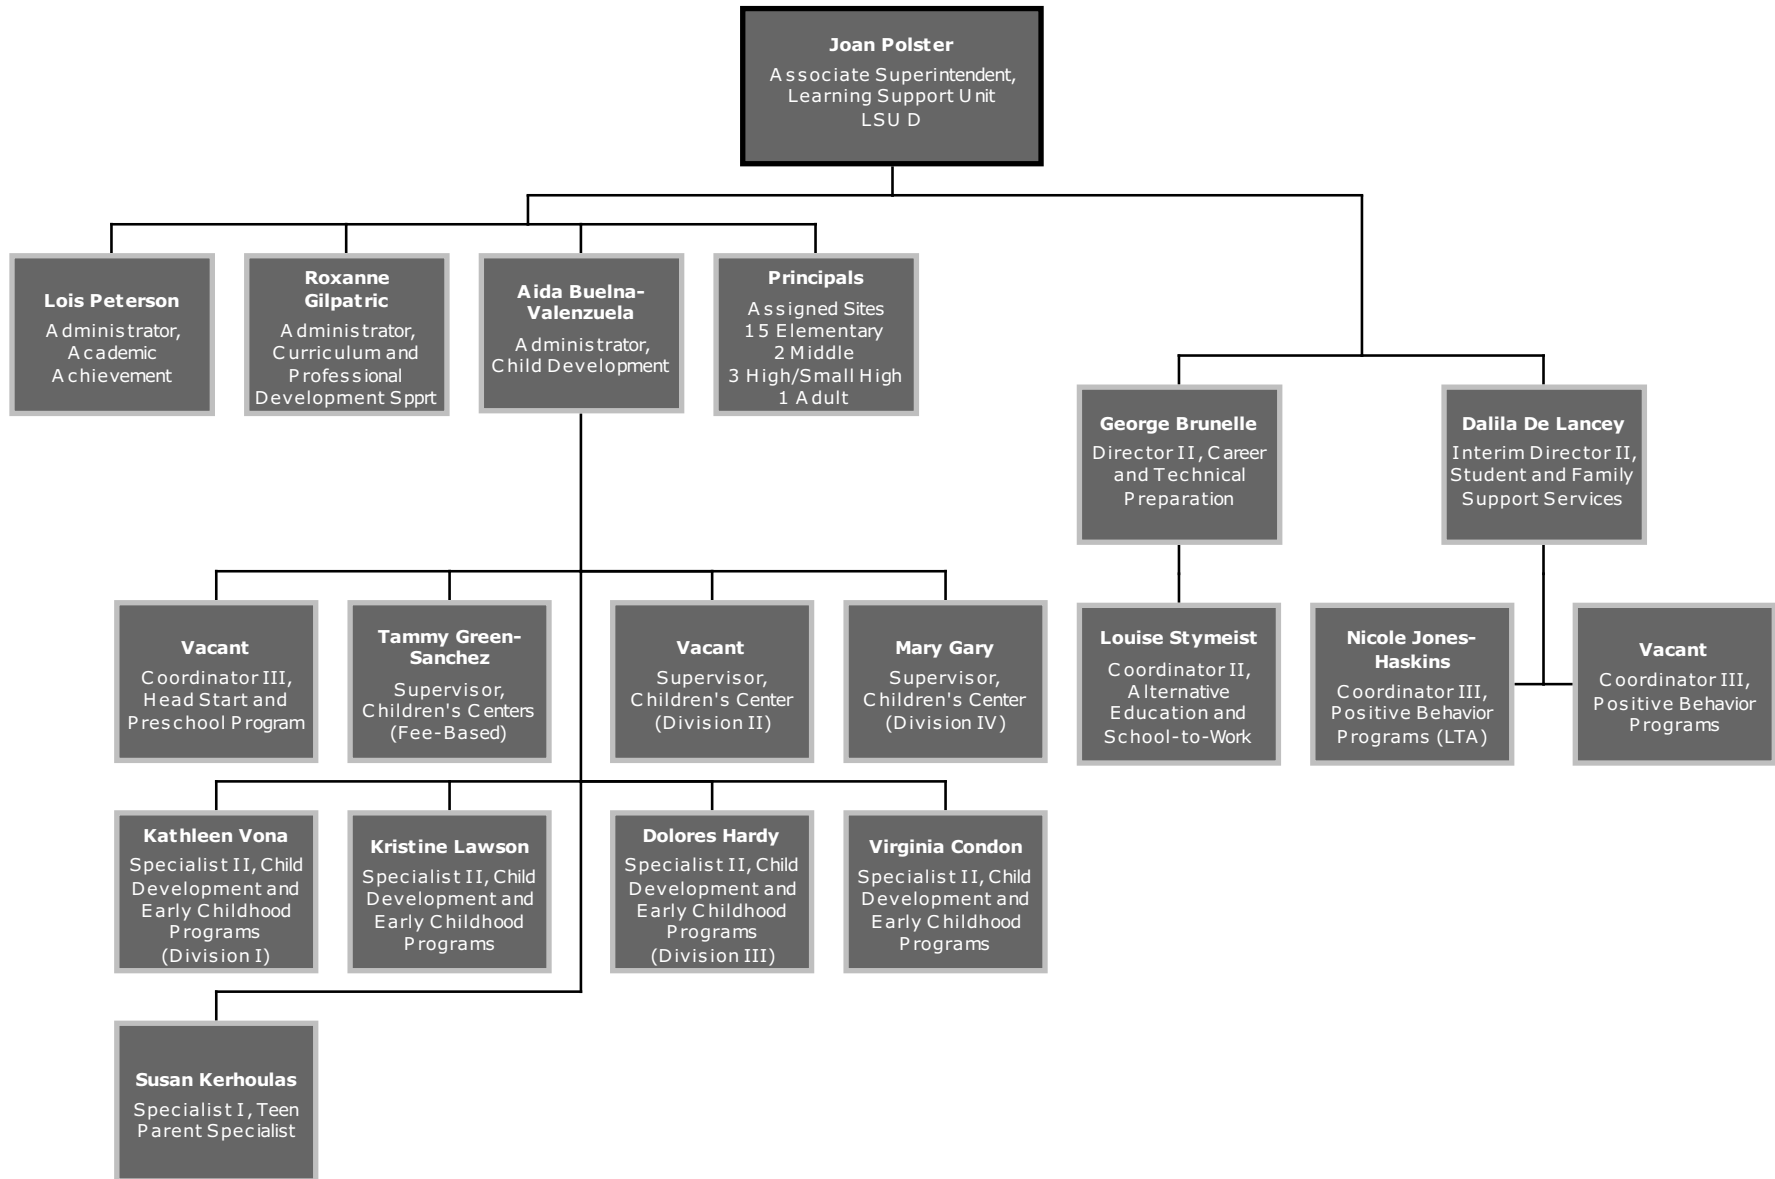 Joan Polster
Associate Superintendent,
Learning Support Unit
LSU D
Lois Peterson
Administrator,
Academic
Achievement
Roxanne
Gilpatric
Administrator,
Curriculum and
Professional
Development Spprt
Aida Buelna-
Valenzuela
Administrator,
Child Development
Principals
Assigned Sites
15 Elementary
2 Middle
3 High/Small High
1 Adult
George Brunelle
Director II, Career
and Technical
Preparation
Dalila De Lancey
Interim Director II,
Student and Family
Support Services
Vacant
Coordinator III,
Head Start and
Preschool Program
Tammy Green-
Sanchez
Supervisor,
Children's Centers
(Fee-Based)
Vacant
Supervisor,
Children's Center
(Division II)
Mary Gary
Supervisor,
Children's Center
(Division IV)
Louise Stymeist
Coordinator II,
Alternative
Education and
School-to-Work
Nicole Jones-
Haskins
Coordinator III,
Positive Behavior
Programs (LTA)
Vacant
Coordinator III,
Positive Behavior
Programs
Kathleen Vona
Specialist II, Child
Development and
Early Childhood
Programs
(Division I)
Kristine Lawson
Specialist II, Child
Development and
Early Childhood
Programs
Dolores Hardy
Specialist II, Child
Development and
Early Childhood
Programs
(Division III)
Virginia Condon
Specialist II, Child
Development and
Early Childhood
Programs
Susan Kerhoulas
Specialist I, Teen
Parent Specialist